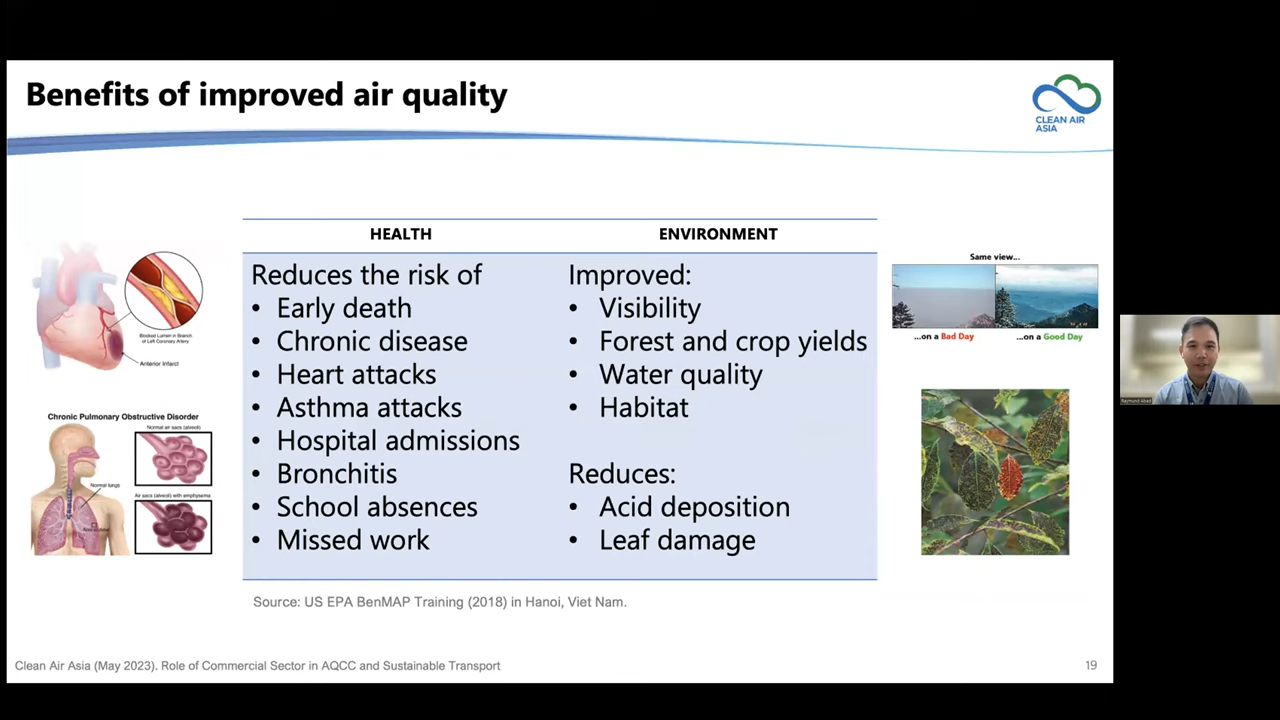 Benefits of improved air quality
CLEAN AIR
ASIA
HEALTH
ENVIRONMENT
Reduces the risk of
• Early death
• Chronic disease
• Heart attacks
• Asthma attacks
• Hospital admissions
• Bronchitis
• School absences
• Missed work
Improved:
• Visibility
• Forest and crop yields
• Water quality
• Habitat
Reduces:
• Acid deposition
• Leaf damage
Blocked Lumen in Branch
of Left Coronary Artery
Anterior Infarct
Chronic Pulmonary Obstructive Disorder
Normal air sacs (alveoli)
Normal lungs
Air sacs (alveoli) with emphysema
Same view...
...on a Bad Day
...on a Good Day
Raymund Abad
Source: US EPA BenMAP Training (2018) in Hanoi, Viet Nam.
Clean Air Asia (May 2023). Role of Commercial Sector in AQCC and Sustainable Transport
19